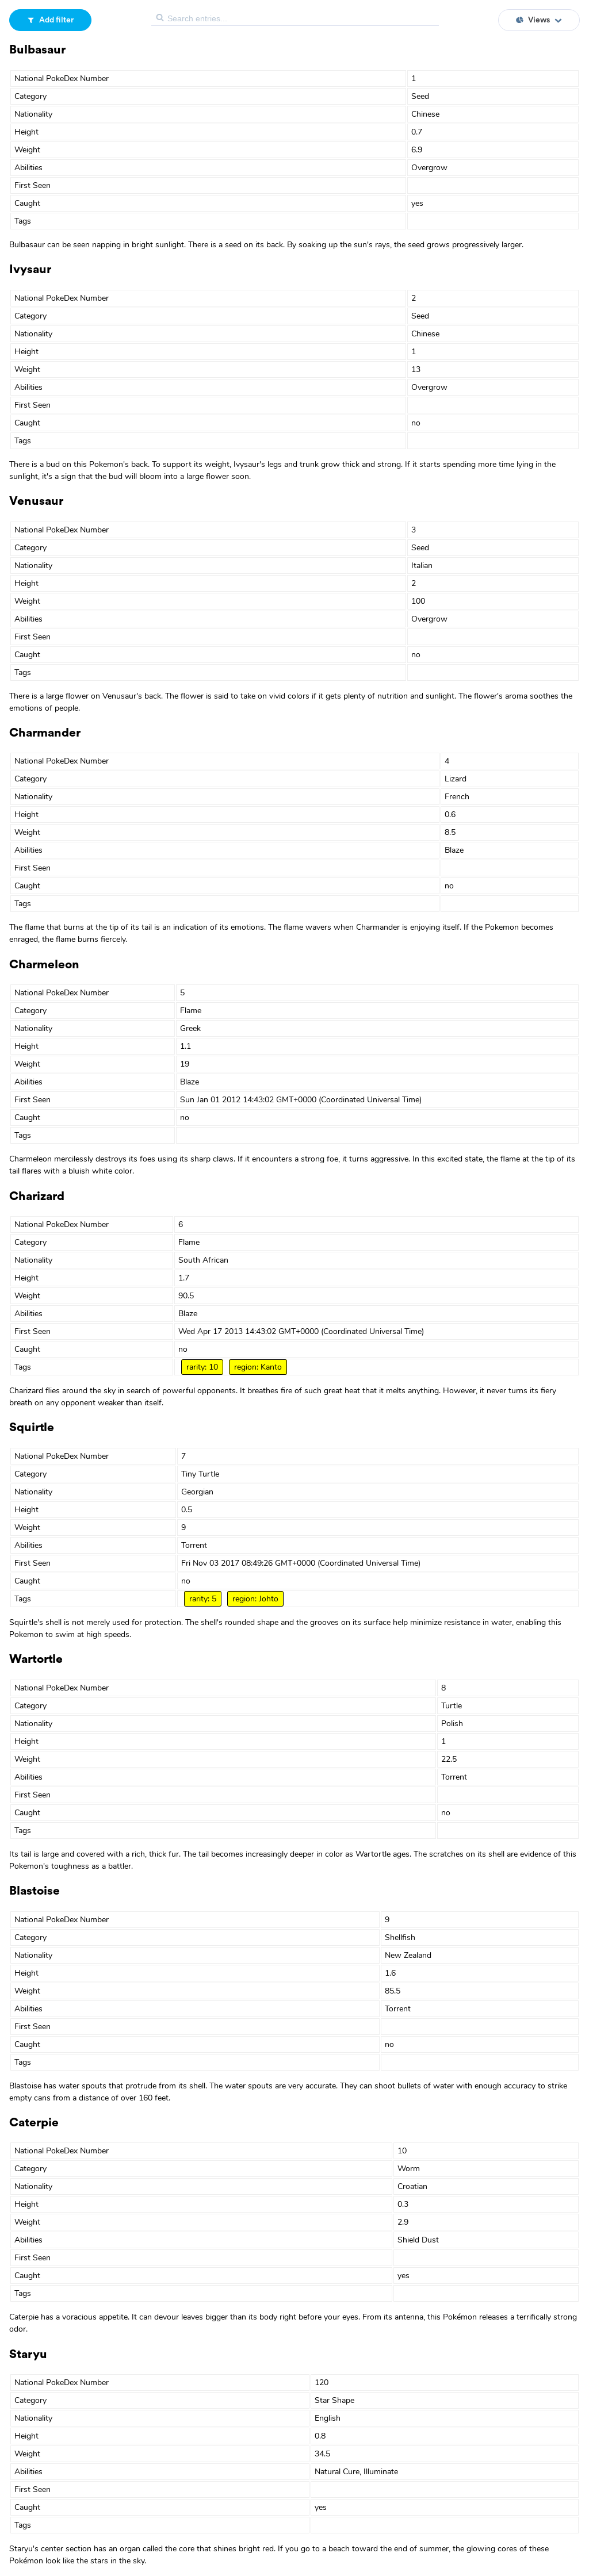 Add filter
Search entries...
Views
Bulbasaur
National PokeDex Number 1
Category Seed
Nationality Chinese
Height 0.7
Weight 6.9
Abilities Overgrow
First Seen
Caught yes
Tags
Bulbasaur can be seen napping in bright sunlight. There is a seed on its back. By soaking up the sun's rays, the seed grows progressively larger.
Ivysaur
National PokeDex Number 2
Category Seed
Nationality Chinese
Height 1
Weight 13
Abilities Overgrow
First Seen
Caught no
Tags
There is a bud on this Pokemon's back. To support its weight, Ivysaur's legs and trunk grow thick and strong. If it starts spending more time lying in the
sunlight, it's a sign that the bud will bloom into a large flower soon.
Venusaur
National PokeDex Number 3
Category Seed
Nationality Italian
Height 2
Weight 100
Abilities Overgrow
First Seen
Caught no
Tags
There is a large flower on Venusaur's back. The flower is said to take on vivid colors if it gets plenty of nutrition and sunlight. The flower's aroma soothes the
emotions of people.
Charmander
National PokeDex Number 4
Category Lizard
Nationality French
Height 0.6
Weight 8.5
Abilities Blaze
First Seen
Caught no
Tags
The flame that burns at the tip of its tail is an indication of its emotions. The flame wavers when Charmander is enjoying itself. If the Pokemon becomes
enraged, the flame burns fiercely.
Charmeleon
National PokeDex Number 5
Category Flame
Nationality Greek
Height 1.1
Weight 19
Abilities Blaze
First Seen Sun Jan 01 2012 14:43:02 GMT+0000 (Coordinated Universal Time)
Caught no
Tags
Charmeleon mercilessly destroys its foes using its sharp claws. If it encounters a strong foe, it turns aggressive. In this excited state, the flame at the tip of its
tail flares with a bluish white color.
Charizard
National PokeDex Number 6
Category Flame
Nationality South African
Height 1.7
Weight 90.5
Abilities Blaze
First Seen Wed Apr 17 2013 14:43:02 GMT+0000 (Coordinated Universal Time)
Caught no
Tags rarity: 10 region: Kanto
Charizard flies around the sky in search of powerful opponents. It breathes fire of such great heat that it melts anything. However, it never turns its fiery
breath on any opponent weaker than itself.
Squirtle
National PokeDex Number 7
Category Tiny Turtle
Nationality Georgian
Height 0.5
Weight 9
Abilities Torrent
First Seen Fri Nov 03 2017 08:49:26 GMT+0000 (Coordinated Universal Time)
Caught no
Tags rarity: 5 region: Johto
Squirtle's shell is not merely used for protection. The shell's rounded shape and the grooves on its surface help minimize resistance in water, enabling this
Pokemon to swim at high speeds.
Wartortle
National PokeDex Number 8
Category Turtle
Nationality Polish
Height 1
Weight 22.5
Abilities Torrent
First Seen
Caught no
Tags
Its tail is large and covered with a rich, thick fur. The tail becomes increasingly deeper in color as Wartortle ages. The scratches on its shell are evidence of this
Pokemon's toughness as a battler.
Blastoise
National PokeDex Number 9
Category Shellfish
Nationality New Zealand
Height 1.6
Weight 85.5
Abilities Torrent
First Seen
Caught no
Tags
Blastoise has water spouts that protrude from its shell. The water spouts are very accurate. They can shoot bullets of water with enough accuracy to strike
empty cans from a distance of over 160 feet.
Caterpie
National PokeDex Number 10
Category Worm
Nationality Croatian
Height 0.3
Weight 2.9
Abilities Shield Dust
First Seen
Caught yes
Tags
Caterpie has a voracious appetite. It can devour leaves bigger than its body right before your eyes. From its antenna, this Pokémon releases a terrifically strong
odor.
Staryu
National PokeDex Number 120
Category Star Shape
Nationality English
Height 0.8
Weight 34.5
Abilities Natural Cure, Illuminate
First Seen
Caught yes
Tags
Staryu's center section has an organ called the core that shines bright red. If you go to a beach toward the end of summer, the glowing cores of these
Pokémon look like the stars in the sky.